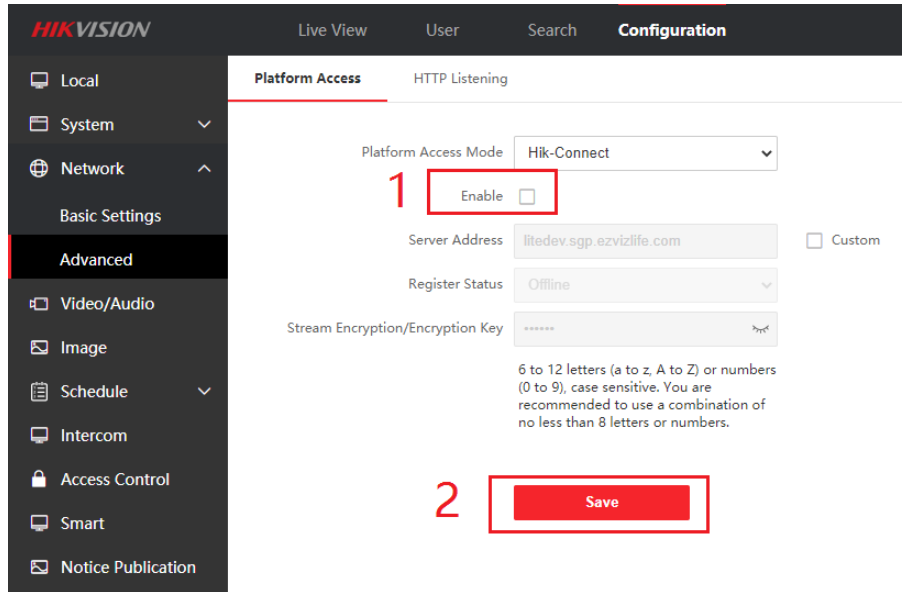 HIKVISION
Live View
User
Search
Configuration
Local
System
Network
Basic Settings
Advanced
Video/Audio
Image
Schedule
Intercom
Access Control
Smart
Notice Publication
Platform Access
HTTP Listening
Platform Access Mode
Hik-Connect
1
Enable
Server Address
litedev.sgp.ezvizlife.com
Custom
Register Status
Offline
Stream Encryption/Encryption Key
••••••
6 to 12 letters (a to z, A to Z) or numbers
(0 to 9), case sensitive. You are
recommended to use a combination of
no less than 8 letters or numbers.
2
Save